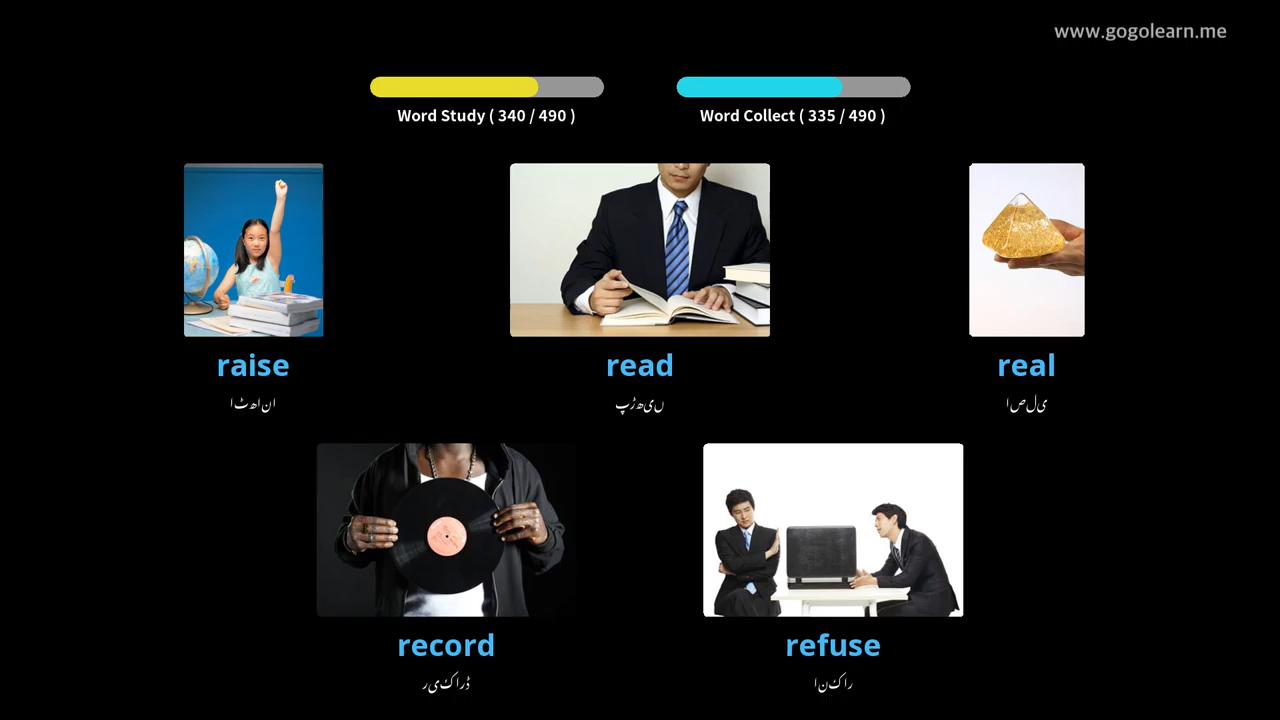 www.gogolearn.me
Word Study ( 340 / 490 )
Word Collect ( 335 / 490 )
raise
اٹھانا
read
پڑھیں
real
اصلی
record
ریکارڈ
refuse
انکار